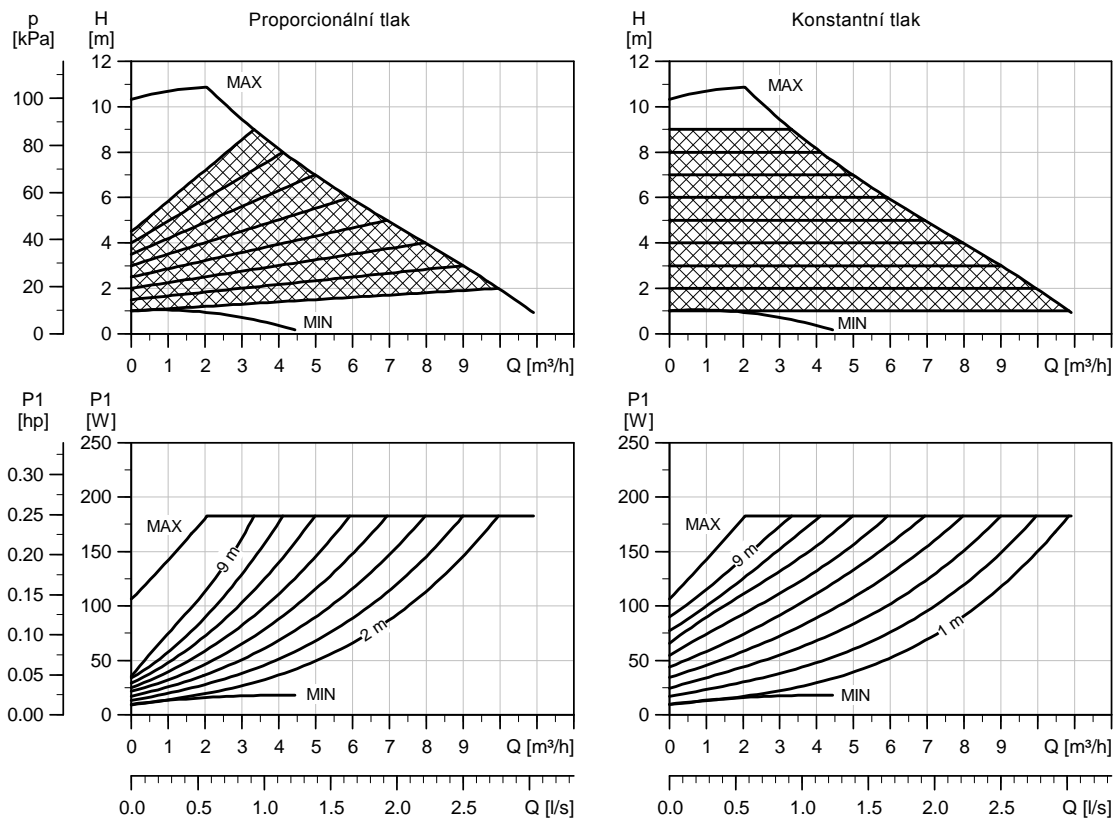 p
[kPa]
H
[m]
Proporcionální tlak
12
10
8
6
4
2
0
100
80
60
40
20
0
MAX
MIN
0 1 2 3 4 5 6 7 8 9 Q [m³/h]
H
[m]
Konstantní tlak
12
10
8
6
4
2
0
MAX
MIN
0 1 2 3 4 5 6 7 8 9 Q [m³/h]
P1
[hp]
P1
[W]
0.30
0.25
0.20
0.15
0.10
0.05
0.00
250
200
150
100
50
0
MAX
9 m
2 m
MIN
0 1 2 3 4 5 6 7 8 9 Q [m³/h]
0.0 0.5 1.0 1.5 2.0 2.5 Q [l/s]
P1
[W]
250
200
150
100
50
0
MAX
9 m
1 m
MIN
0 1 2 3 4 5 6 7 8 9 Q [m³/h]
0.0 0.5 1.0 1.5 2.0 2.5 Q [l/s]